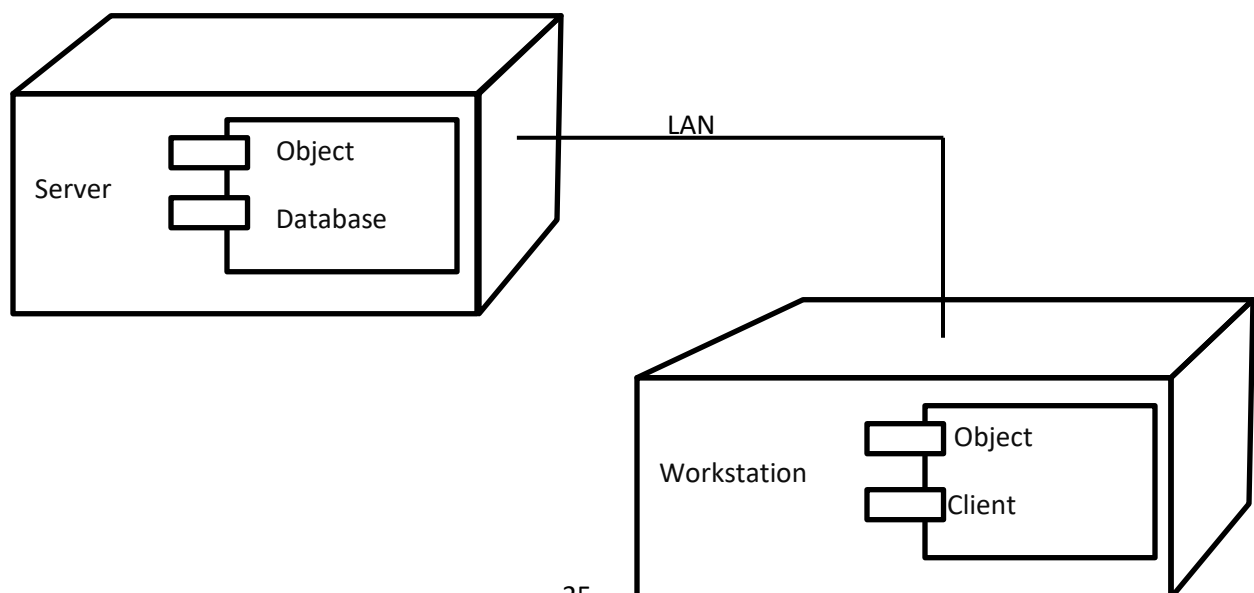 LAN
Object
Server
Database
Object
Workstation
Client